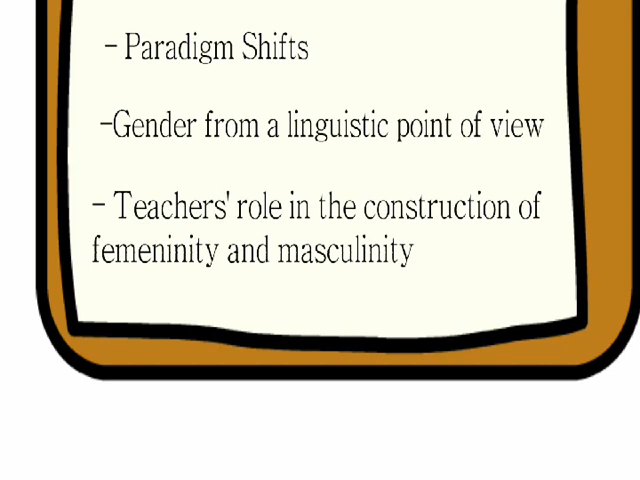 - Paradigm Shifts
-Gender from a linguistic point of view
- Teachers' role in the construction of
femeninity and masculinity